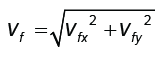 V_f = √(V_fx² + V_fy²)